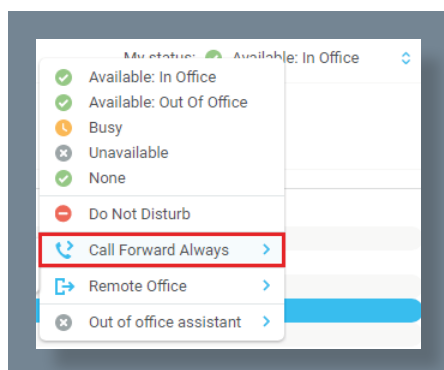 My status: Available: In Office
Available: In Office
Available: Out Of Office
Busy
Unavailable
None
Do Not Disturb
Call Forward Always
Remote Office
Out of office assistant